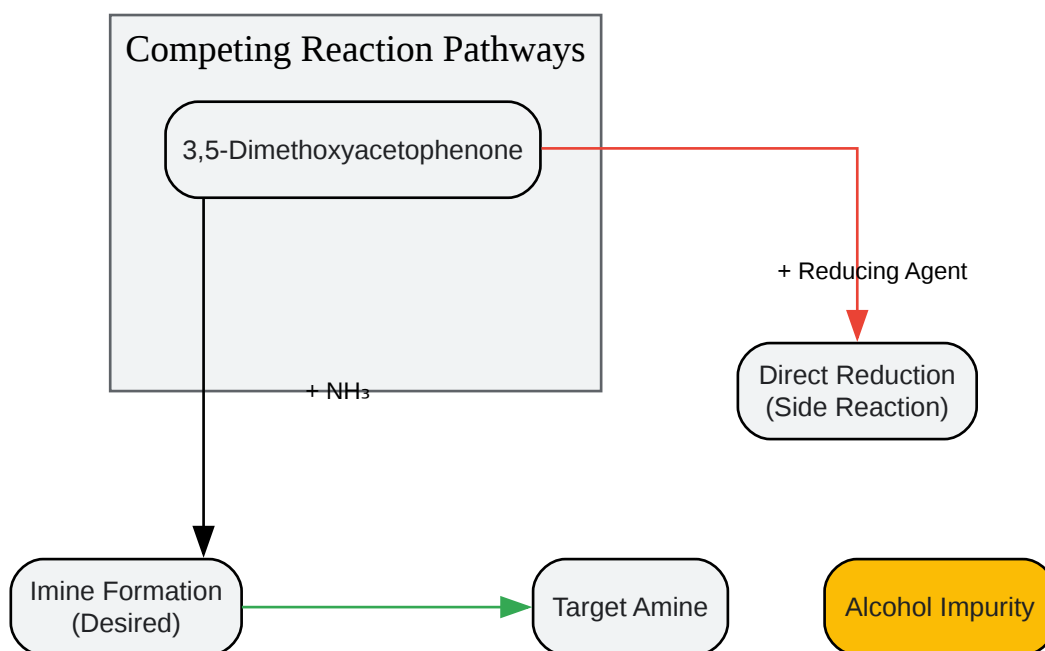 Competing Reaction Pathways
3,5-Dimethoxyacetophenone
+ Reducing Agent
Direct Reduction
(Side Reaction)
+ NH₃
Imine Formation
(Desired)
Target Amine
Alcohol Impurity